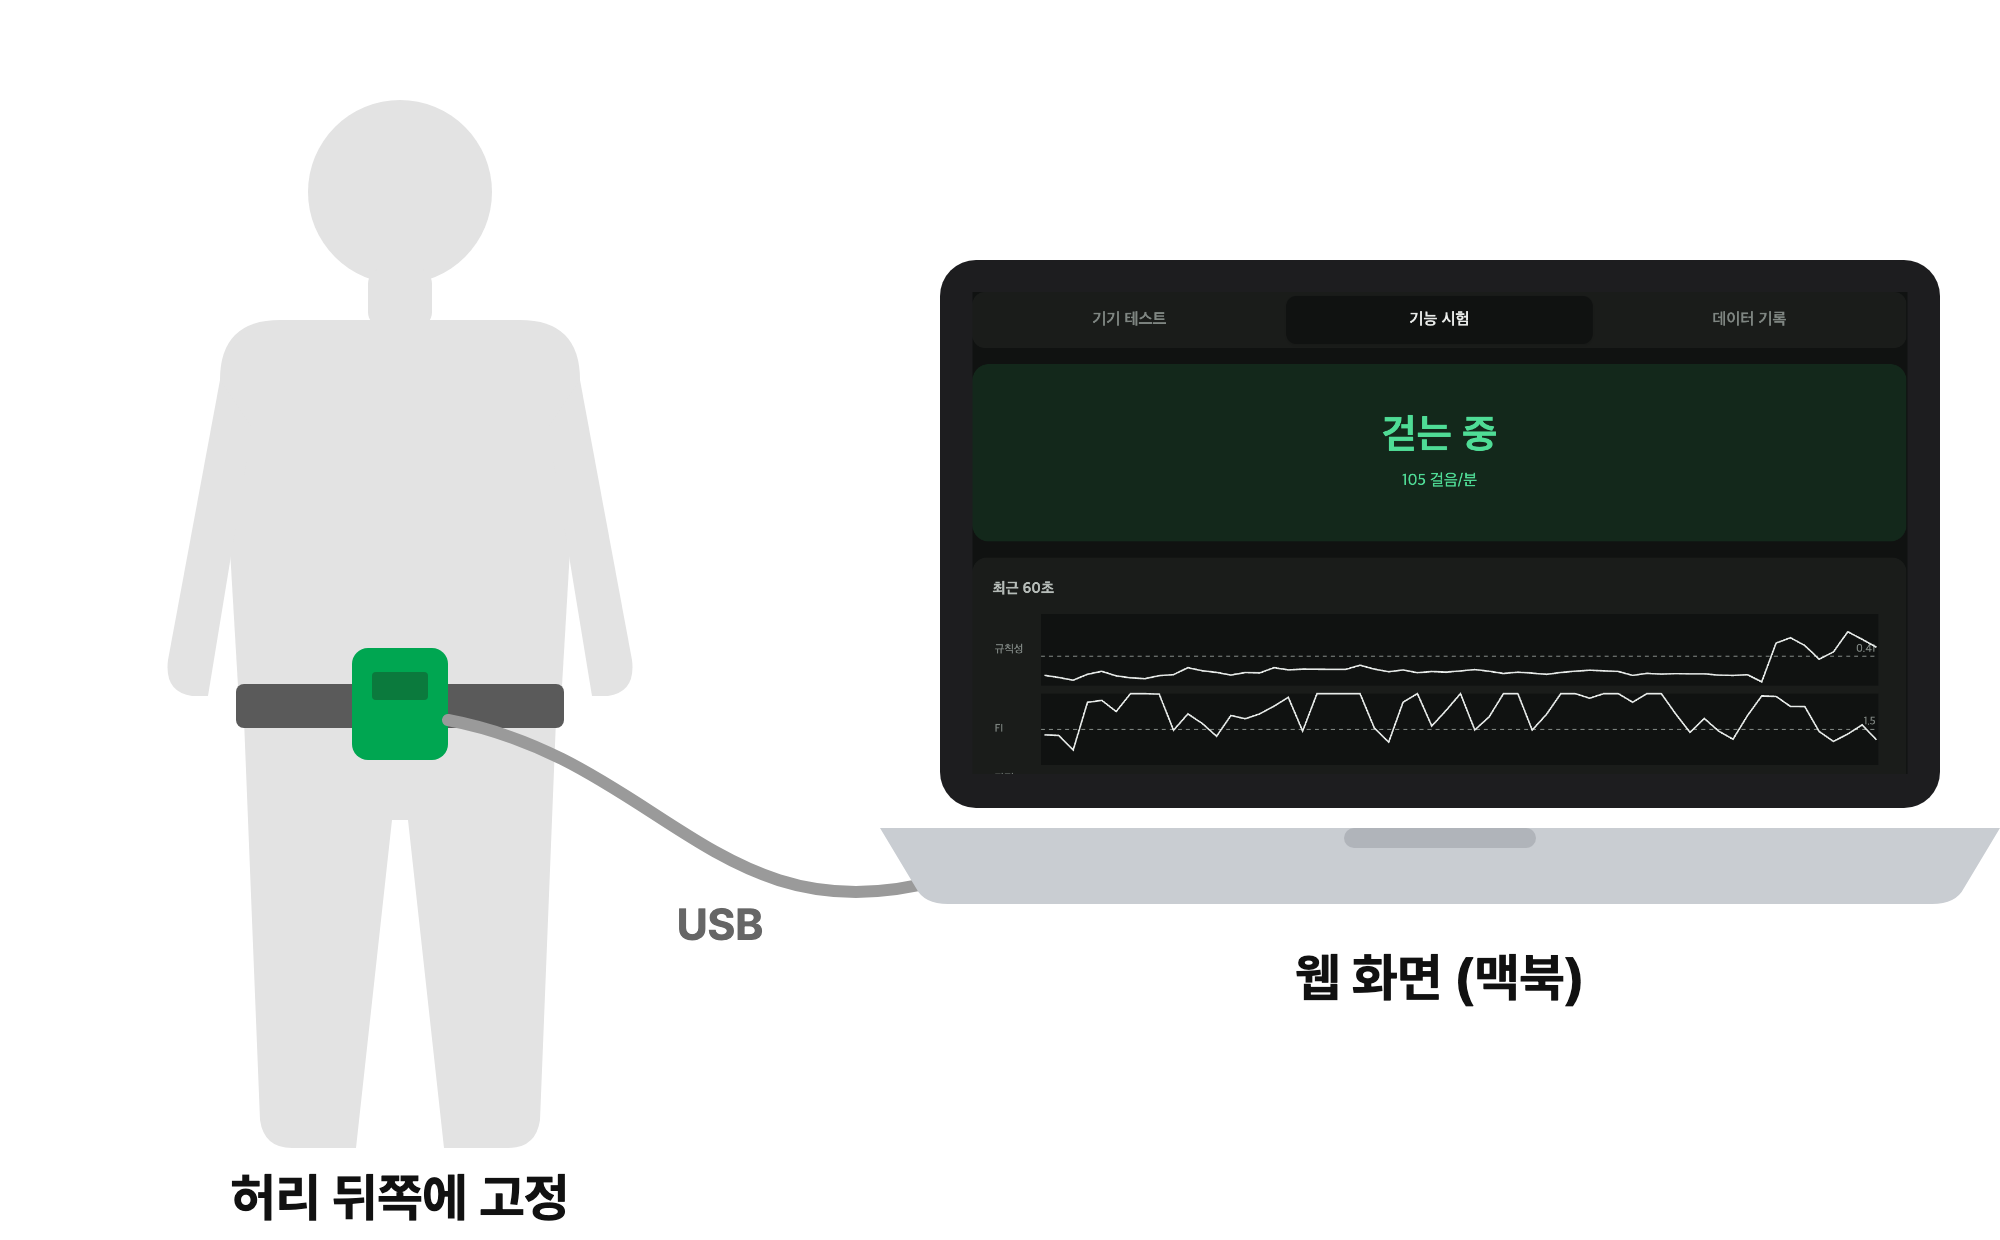 기기 테스트
기능 시험
데이터 기록
걷는 중
105 걸음/분
최근 60초
규칙성
0.41
FI
1.5
USB
웹 화면 (맥북)
허리 뒤쪽에 고정